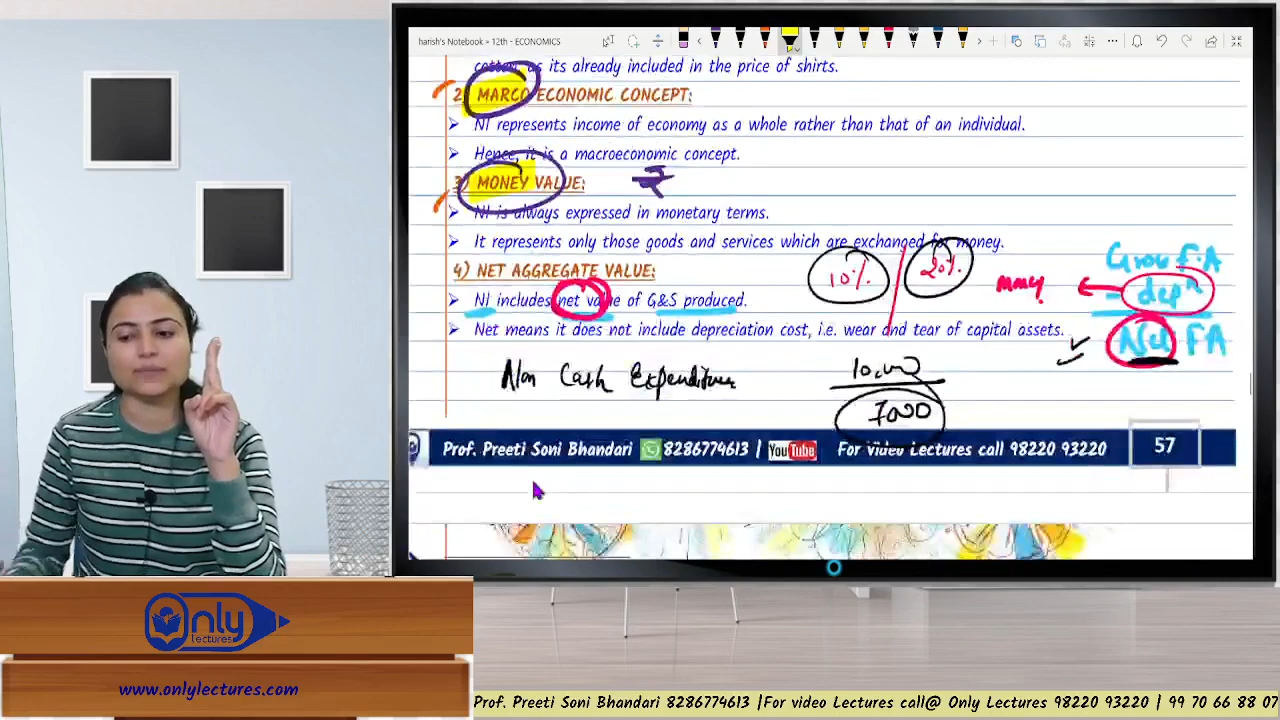 harish's Notebook » 12th - ECONOMICS
cotton, as its already included in the price of shirts.
2) MARCO ECONOMIC CONCEPT:
NI represents income of economy as a whole rather than that of an individual.
Hence, it is a macroeconomic concept.
3) MONEY VALUE: ₹
NI is always expressed in monetary terms.
It represents only those goods and services which are exchanged for money.
10% / 20%
Gross F.A
4) NET AGGREGATE VALUE:
- depⁿ
NI includes net value of G&S produced.
Net FA
Net means it does not include depreciation cost, i.e. wear and tear of capital assets.
Non Cash Expenditure
10,000
7000
Prof. Preeti Soni Bhandari 8286774613 | YouTube For Video Lectures call 98220 93220 57
Only
lectures
www.onlylectures.com
Prof. Preeti Soni Bhandari 8286774613 |For video Lectures call@ Only Lectures 98220 93220 | 99 70 66 88 07